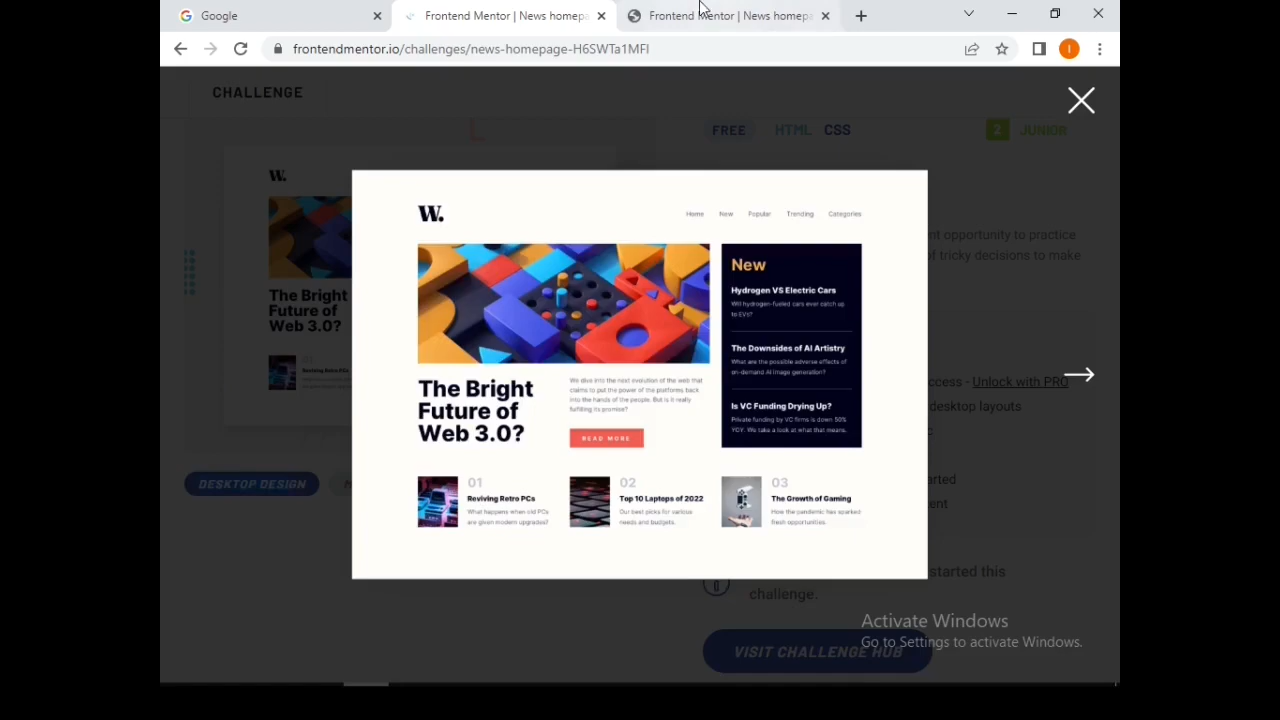 Google
Frontend Mentor | News homepa
Frontend Mentor | News homep
frontendmentor.io/challenges/news-homepage-H6SWTa1MFI
I
CHALLENGE
FREE HTML CSS
2 JUNIOR
W.
The Bright
Future of
Web 3.0?
01
Reviving Retro PCs
DESKTOP DESIGN
W.
Home New Popular Trending Categories
New
Hydrogen VS Electric Cars
Will hydrogen-fueled cars ever catch up
to EVs?
The Downsides of AI Artistry
What are the possible adverse effects of
on-demand AI image generation?
Is VC Funding Drying Up?
Private funding by VC firms is down 50%
YOY. We take a look at what that means.
The Bright
Future of
Web 3.0?
We dive into the next evolution of the web that
claims to put the power of the platforms back
into the hands of the people. But is it really
fulfilling its promise?
READ MORE
01
Reviving Retro PCs
What happens when old PCs
are given modern upgrades?
02
Top 10 Laptops of 2022
Our best picks for various
needs and budgets.
03
The Growth of Gaming
How the pandemic has sparked
fresh opportunities.
nt opportunity to practice
of tricky decisions to make
ccess - Unlock with PRO
desktop layouts
arted
ent
started this
challenge.
VISIT CHALLENGE HUB
Activate Windows
Go to Settings to activate Windows.